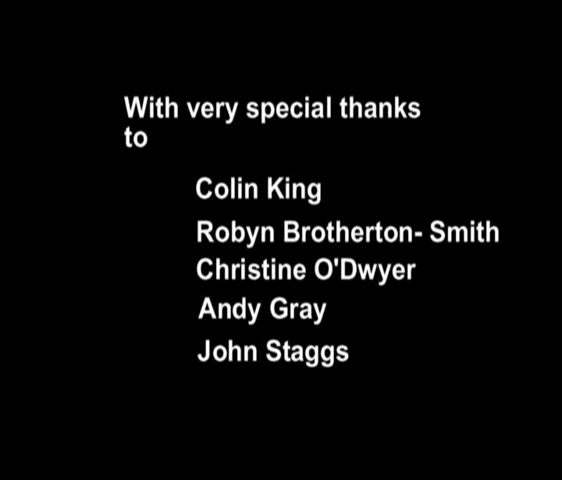 With very special thanks
to
Colin King
Robyn Brotherton- Smith
Christine O'Dwyer
Andy Gray
John Staggs